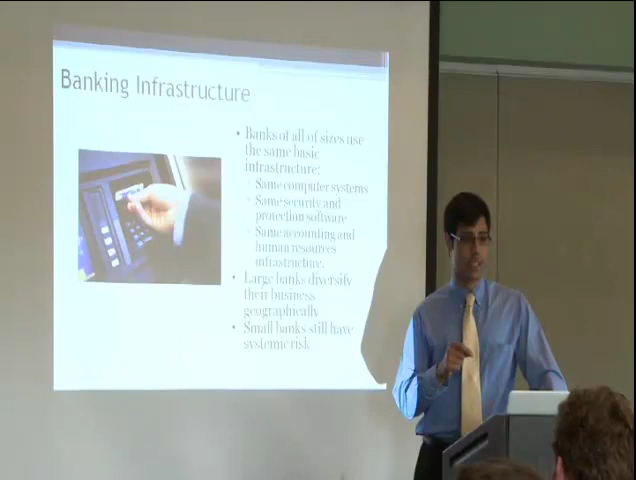 Banking Infrastructure
• Banks of all of sizes use
the same basic
infrastructure:
Same computer systems
Same security and
protection software
Same accounting and
human resources
infrastructure.
• Large banks diversify
their business
geographically
• Small banks still have
systemic risk